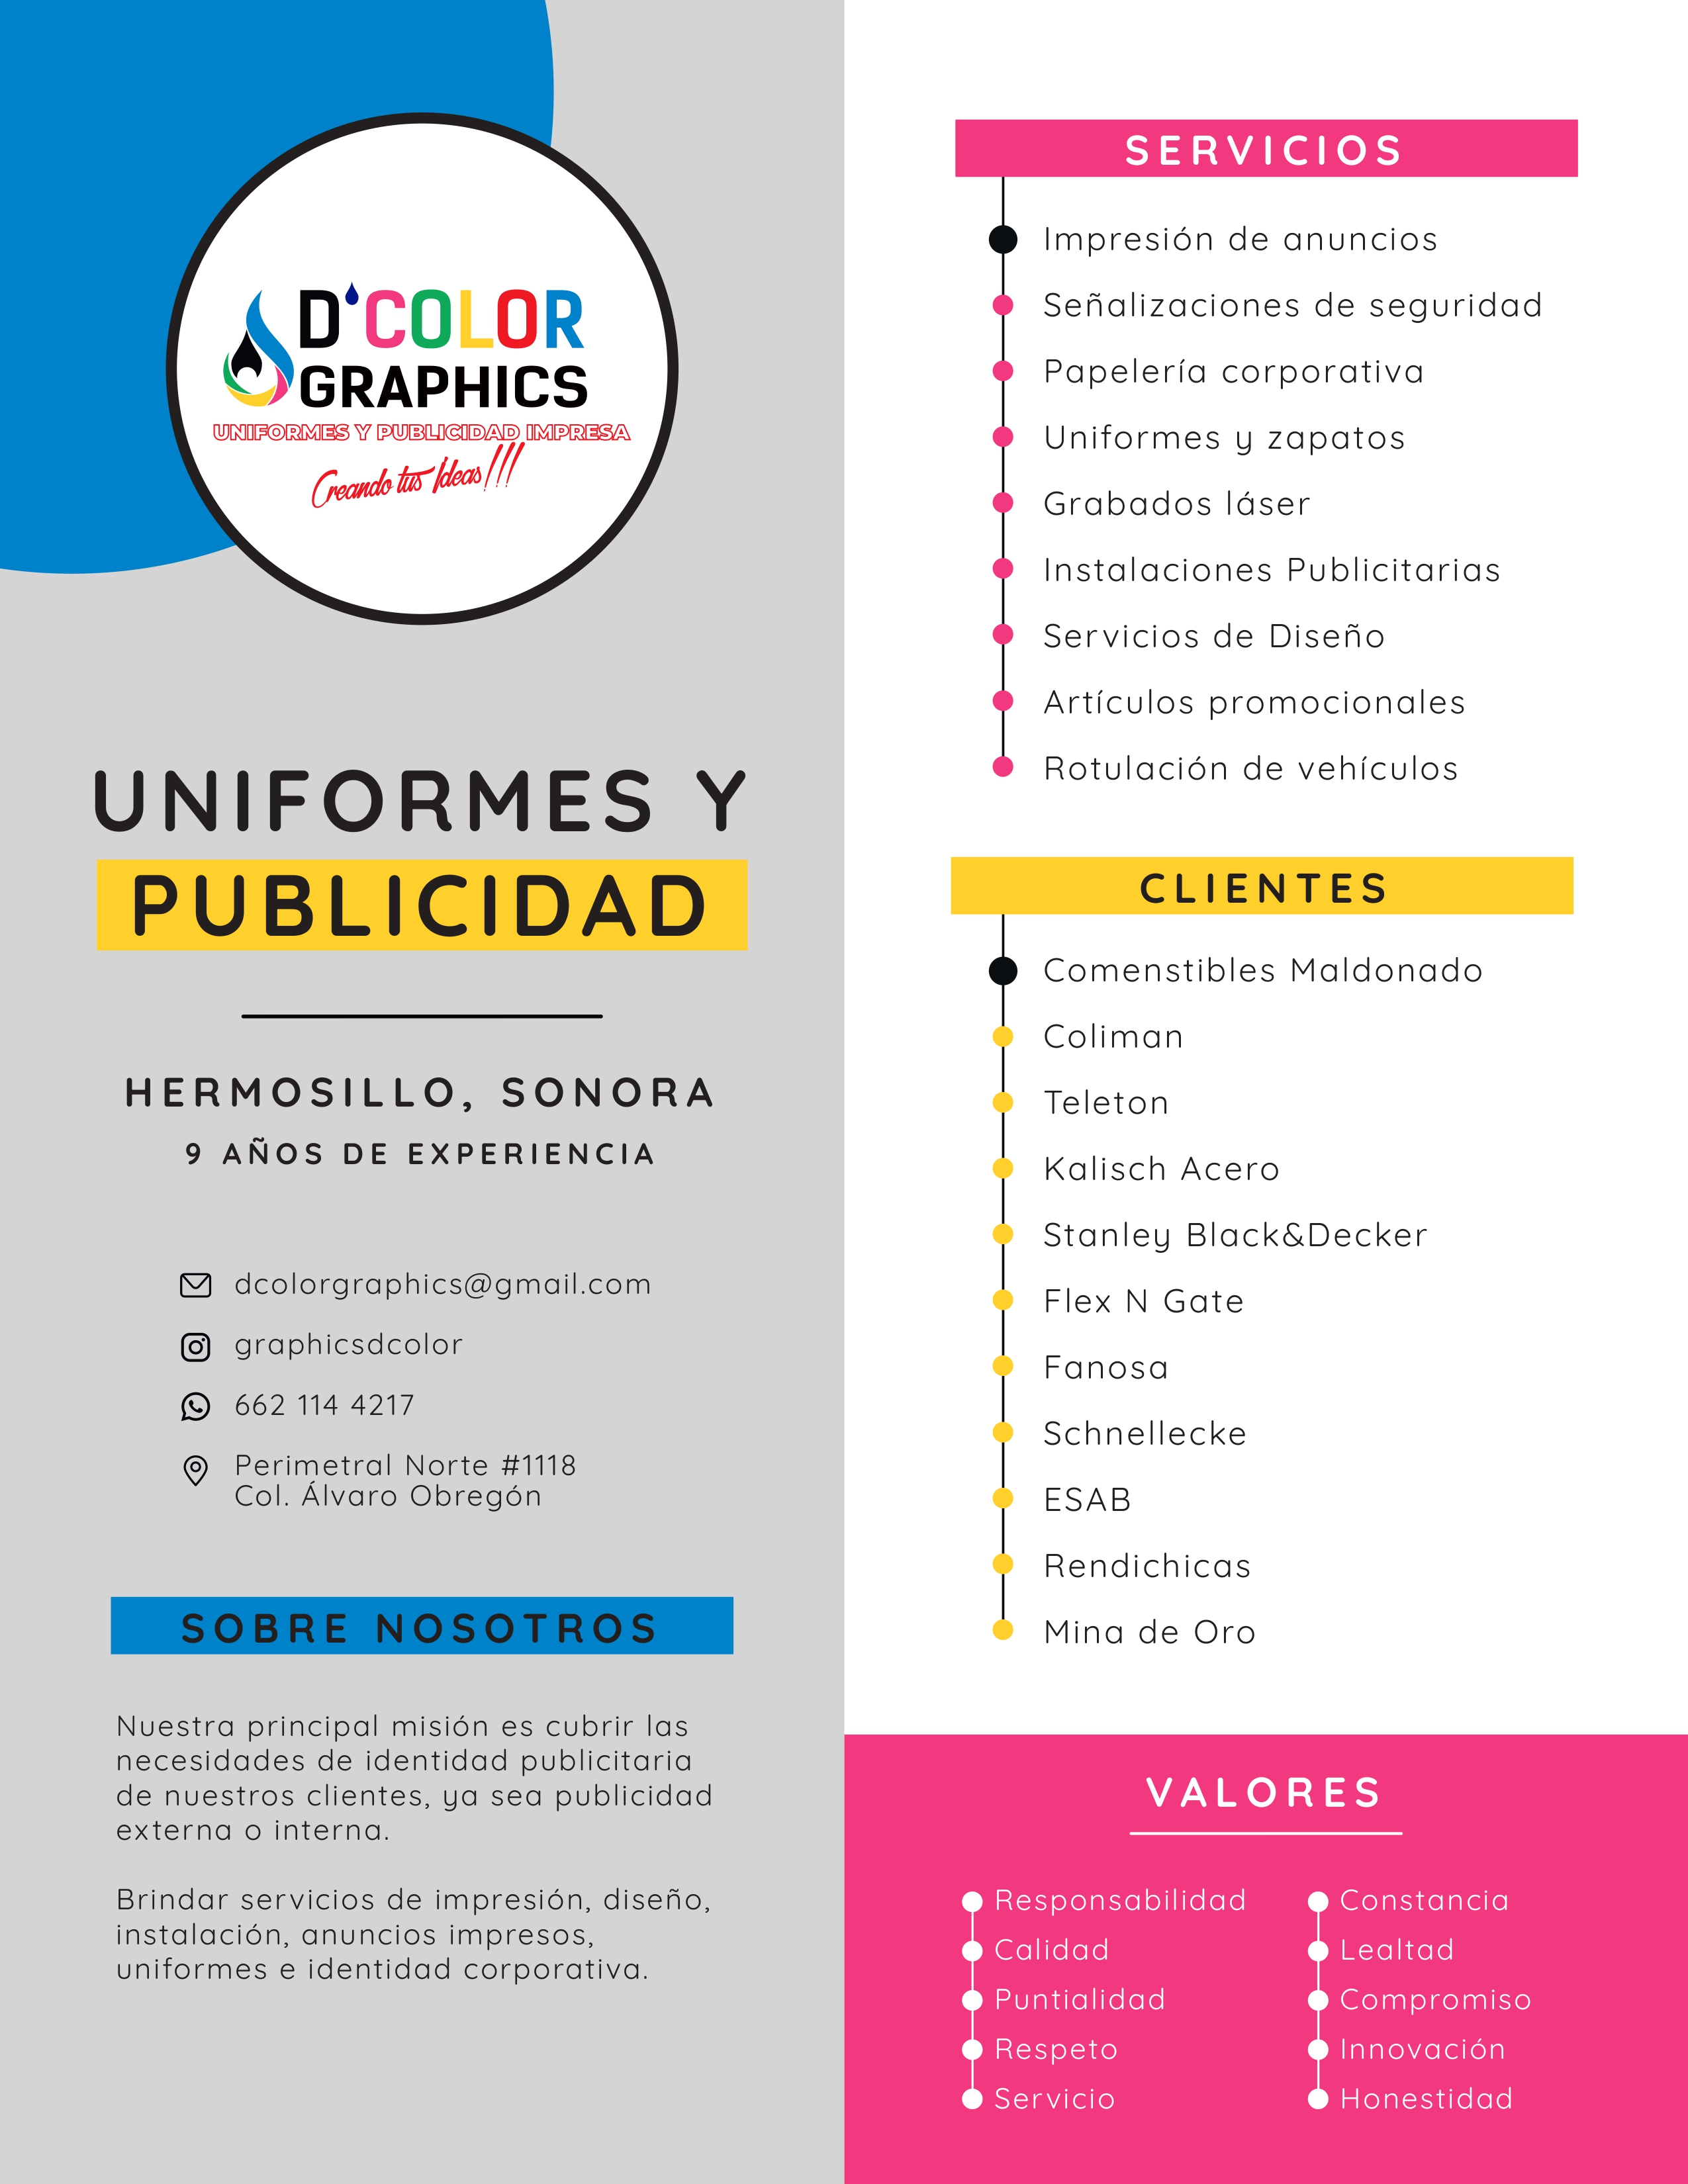 D'COLOR
GRAPHICS
UNIFORMES Y PUBLICIDAD IMPRESA
Creando tus Ideas!!!
UNIFORMES Y
PUBLICIDAD
HERMOSILLO, SONORA
9 AÑOS DE EXPERIENCIA
dcolorgraphics@gmail.com
graphicsdcolor
662 114 4217
Perimetral Norte #1118
Col. Álvaro Obregón
SOBRE NOSOTROS
Nuestra principal misión es cubrir las
necesidades de identidad publicitaria
de nuestros clientes, ya sea publicidad
externa o interna.
Brindar servicios de impresión, diseño,
instalación, anuncios impresos,
uniformes e identidad corporativa.
SERVICIOS
Impresión de anuncios
Señalizaciones de seguridad
Papelería corporativa
Uniformes y zapatos
Grabados láser
Instalaciones Publicitarias
Servicios de Diseño
Artículos promocionales
Rotulación de vehículos
CLIENTES
Comenstibles Maldonado
Coliman
Teleton
Kalisch Acero
Stanley Black&Decker
Flex N Gate
Fanosa
Schnellecke
ESAB
Rendichicas
Mina de Oro
VALORES
Responsabilidad
Calidad
Puntialidad
Respeto
Servicio
Constancia
Lealtad
Compromiso
Innovación
Honestidad